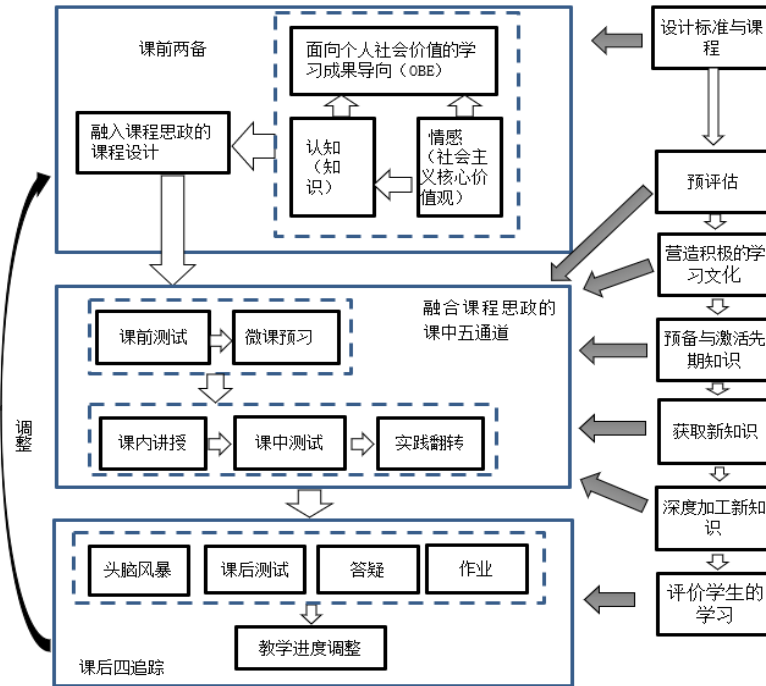 课前两备
面向个人社会价值的学
习成果导向（OBE）
融入课程思政的
课程设计
认知
（知
识）
情感
（社会主
义核心价
值观）
设计标准与课
程
预评估
营造积极的学
习文化
预备与激活先
期知识
获取新知识
深度加工新知
识
评价学生的
学习
融合课程思政的
课中五通道
课前测试
微课预习
课内讲授
课中测试
实践翻转
调
整
头脑风暴
课后测试
答疑
作业
教学进度调整
课后四追踪